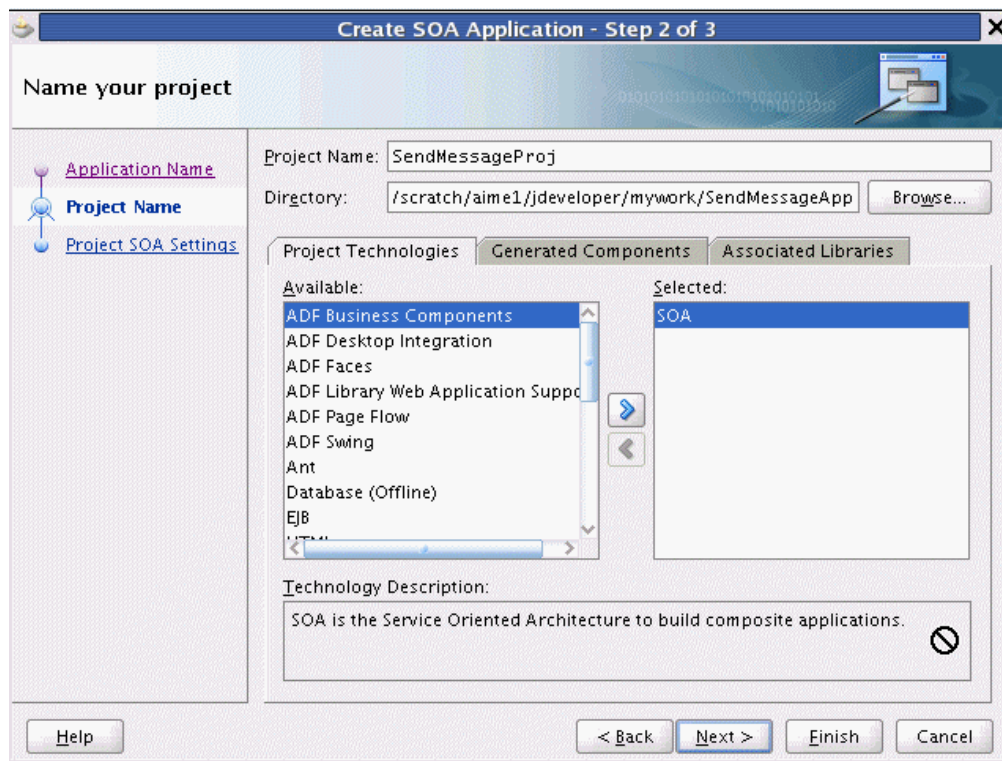 Create SOA Application - Step 2 of 3
Name your project
Application Name
Project Name
Project SOA Settings
Project Name: SendMessageProj
Directory: /scratch/aime1/jdeveloper/mywork/SendMessageApp Browse...
Project Technologies Generated Components Associated Libraries
Available:
ADF Business Components
ADF Desktop Integration
ADF Faces
ADF Library Web Application Suppo
ADF Page Flow
ADF Swing
Ant
Database (Offline)
EJB
Selected:
SOA
Technology Description:
SOA is the Service Oriented Architecture to build composite applications.
Help < Back Next > Finish Cancel